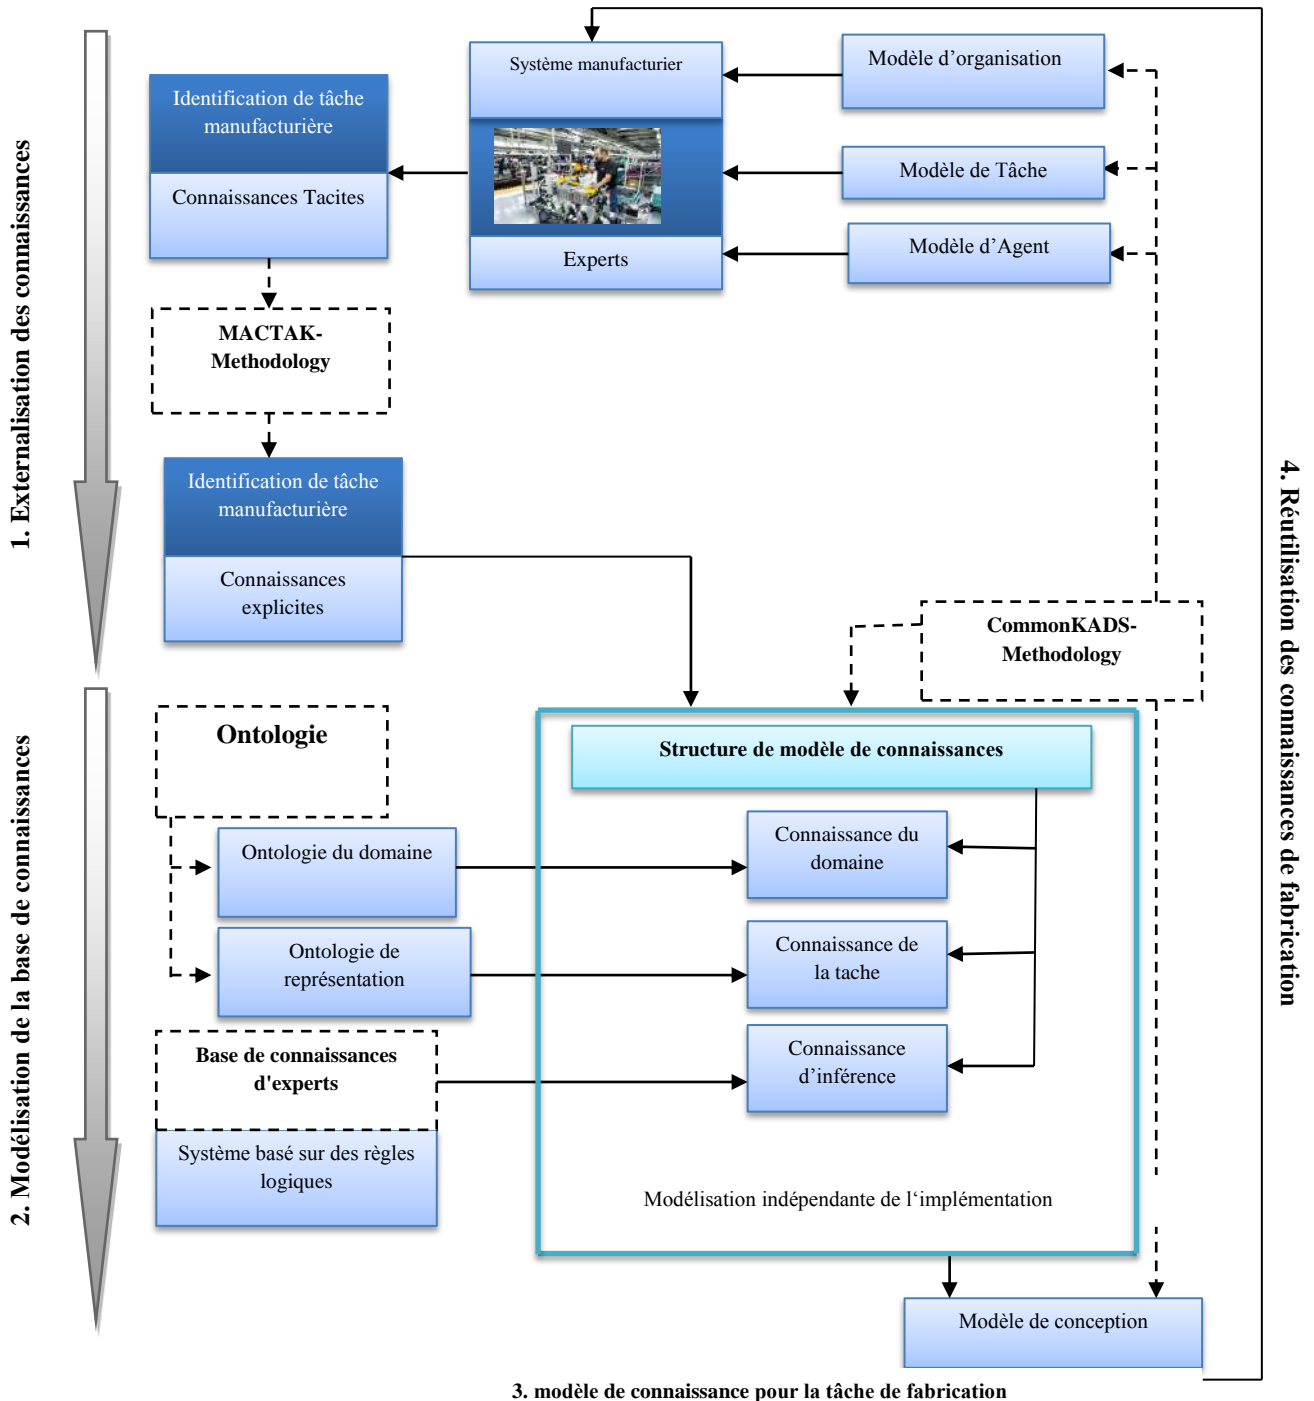 1. Externalisation des connaissances
Identification de tâche
manufacturière
Connaissances Tacites
Système manufacturier
Experts
Modèle d'organisation
Modèle de Tâche
Modèle d'Agent
MACTAK-
Methodology
Identification de tâche
manufacturière
Connaissances
explicites
CommonKADS-
Methodology
4. Réutilisation des connaissances de fabrication
2. Modélisation de la base de connaissances
Ontologie
Ontologie du domaine
Ontologie de
représentation
Base de connaissances
d'experts
Système basé sur des règles
logiques
Structure de modèle de connaissances
Connaissance du
domaine
Connaissance de
la tache
Connaissance
d'inférence
Modélisation indépendante de l‘implémentation
Modèle de conception
3. modèle de connaissance pour la tâche de fabrication